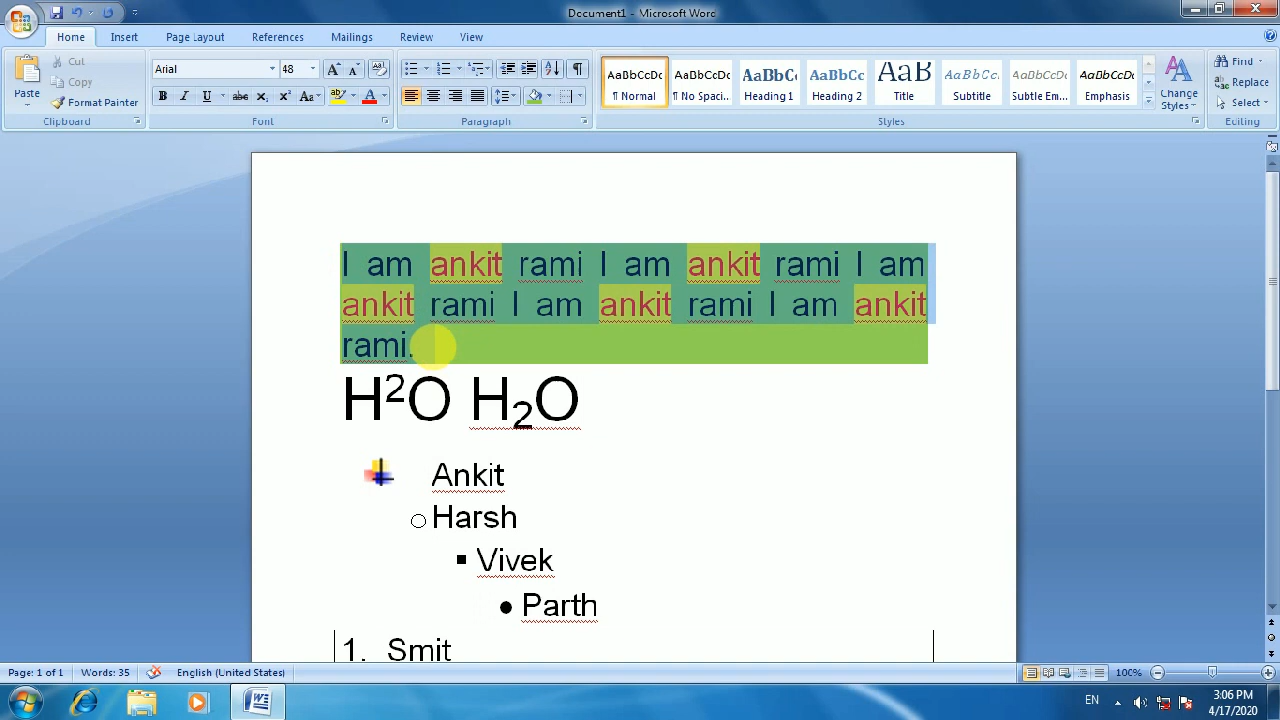 Document1 - Microsoft Word
Home Insert Page Layout References Mailings Review View
Paste
Cut
Copy
Format Painter
Clipboard
Arial 48
Font
Paragraph
AaBbCcDc AaBbCcDc AaBbC AaBbCc AaB AaBbCc. AaBbCcDc AaBbCcDc
¶ Normal ¶ No Spaci... Heading 1 Heading 2 Title Subtitle Subtle Em... Emphasis
Change Styles
Styles
Find
Replace
Select
Editing
I am ankit rami I am ankit rami I am
ankit rami I am ankit rami I am ankit
rami.
H²O H₂O
Ankit
Harsh
Vivek
Parth
1. Smit
Page: 1 of 1 Words: 35 English (United States) 100%
EN 3:06 PM
4/17/2020